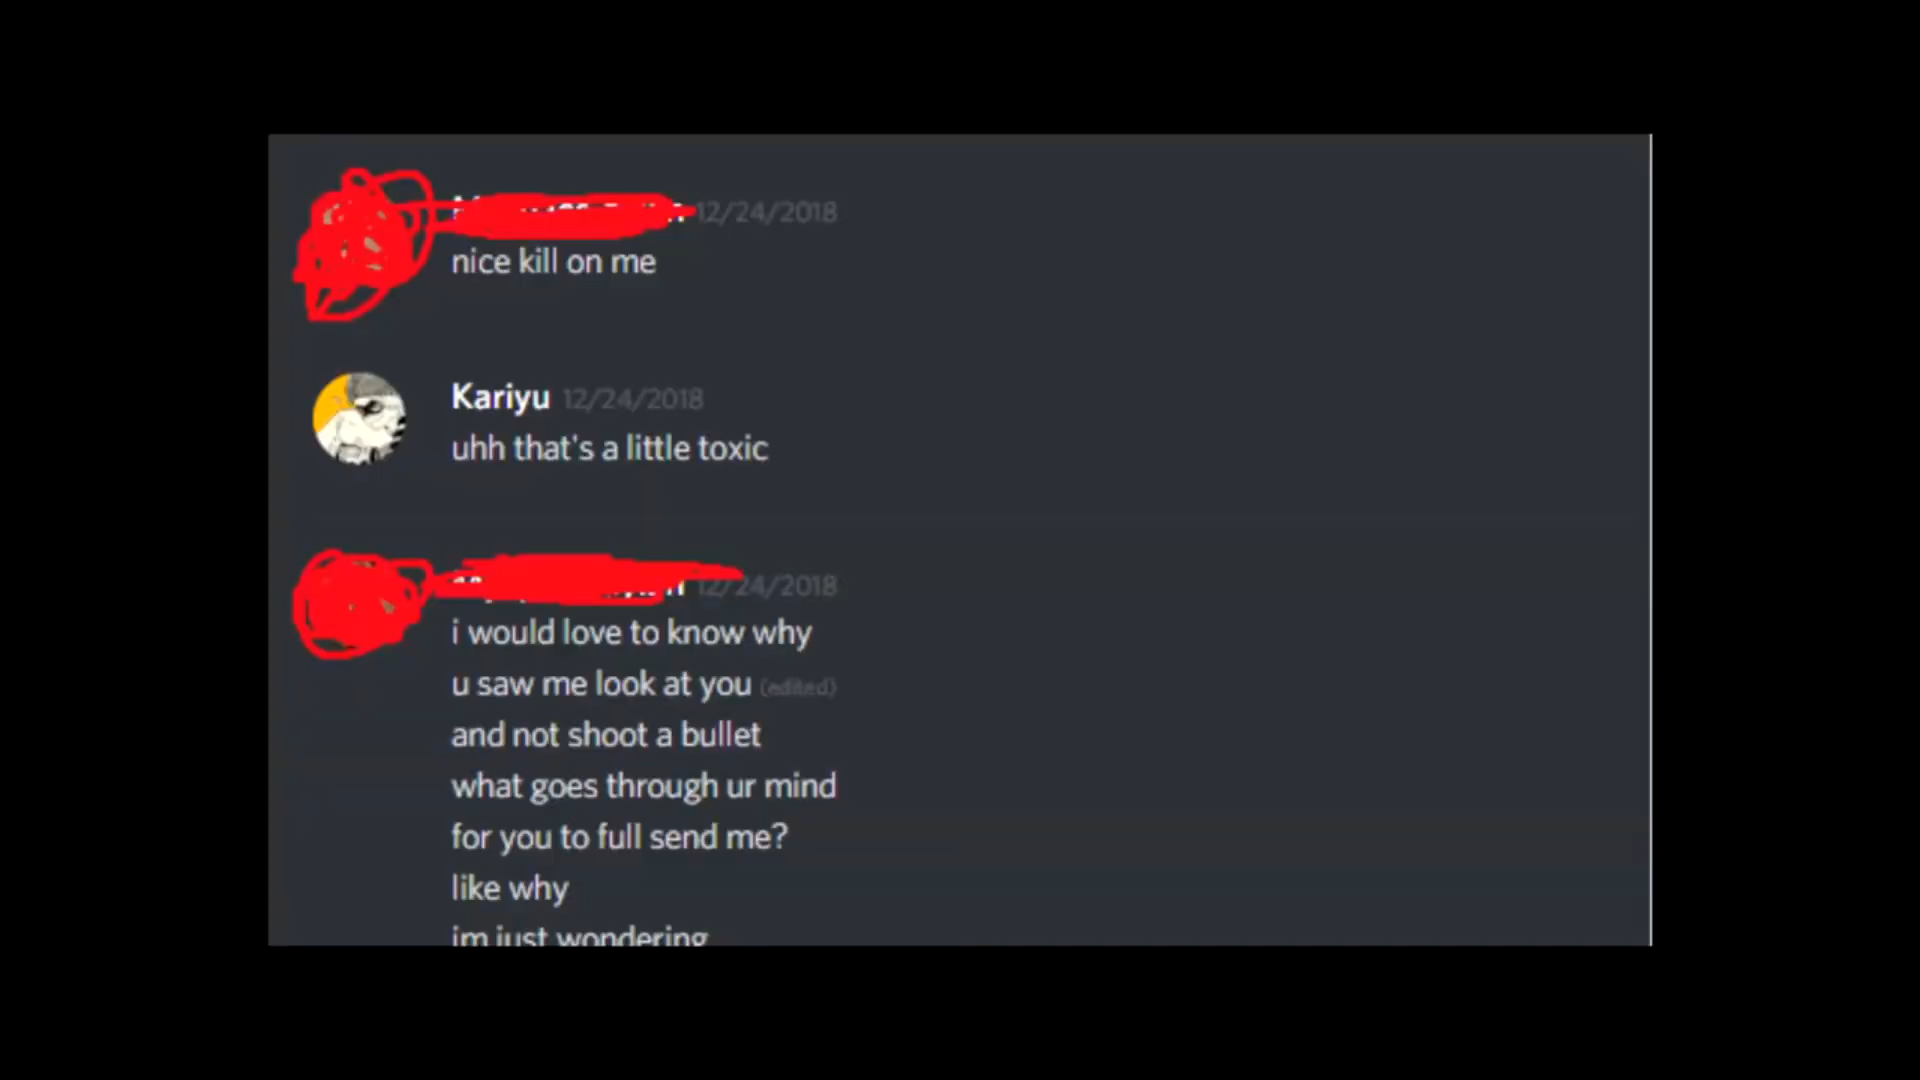 12/24/2018
nice kill on me
Kariyu 12/24/2018
uhh that's a little toxic
12/24/2018
i would love to know why
u saw me look at you (edited)
and not shoot a bullet
what goes through ur mind
for you to full send me?
like why
im just wondering